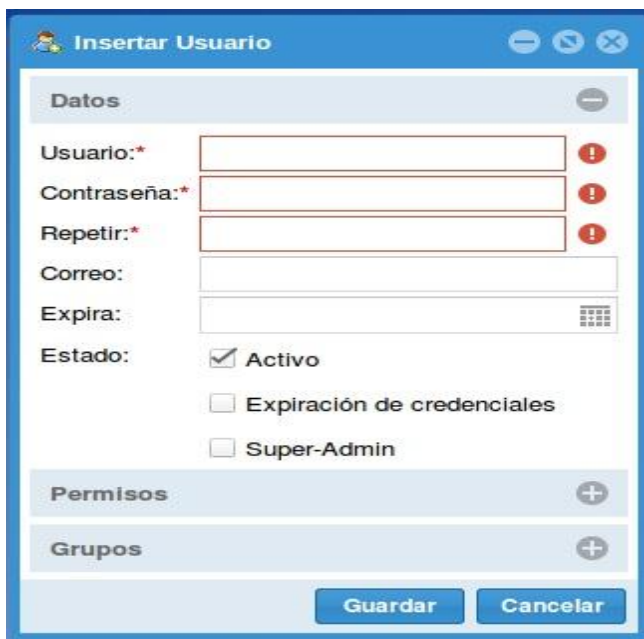 Insertar Usuario
Datos
Usuario:*
Contraseña:*
Repetir:*
Correo:
Expira:
Estado:
Activo
Expiración de credenciales
Super-Admin
Permisos
Grupos
Guardar Cancelar